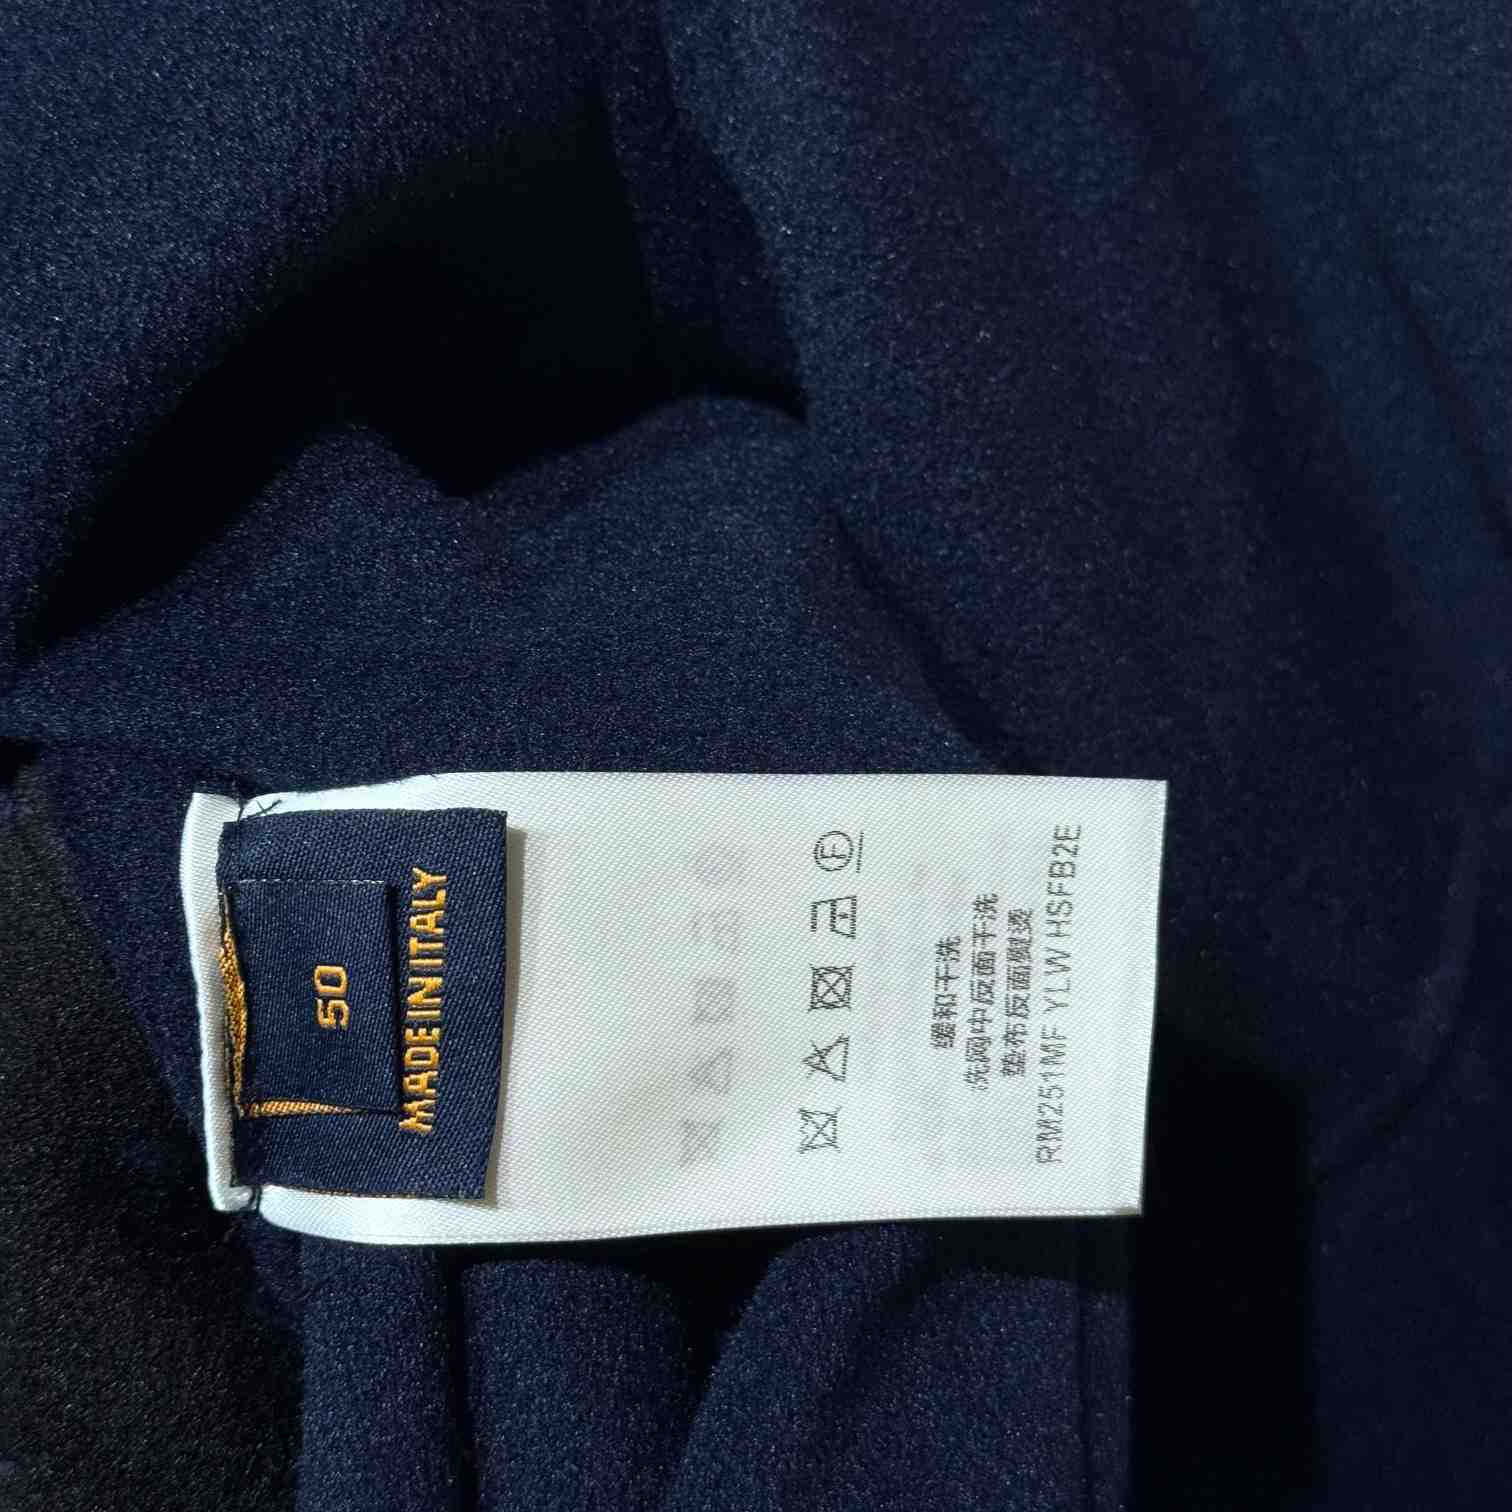 50
MADE IN ITALY
缓和干洗
洗网中反面干洗
垫布反面熨烫
RM251MF YLW HSFB2E